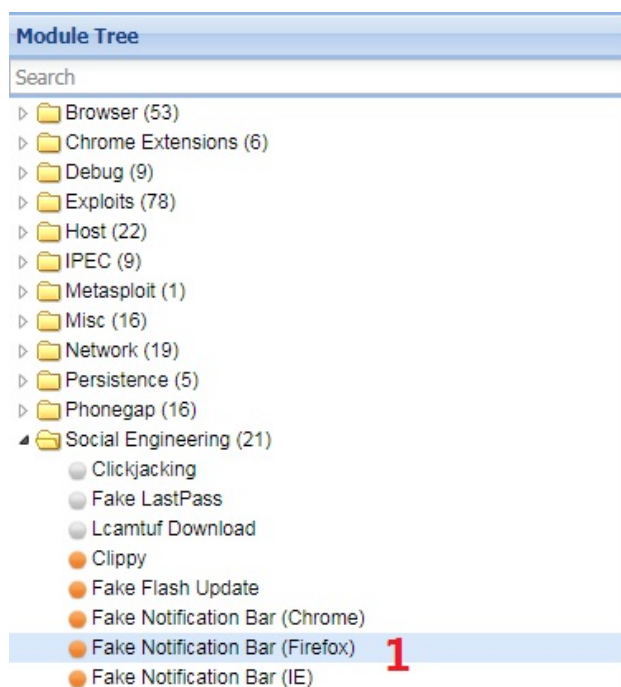 Module Tree
Search
Browser (53)
Chrome Extensions (6)
Debug (9)
Exploits (78)
Host (22)
IPEC (9)
Metasploit (1)
Misc (16)
Network (19)
Persistence (5)
Phonegap (16)
Social Engineering (21)
Clickjacking
Fake LastPass
Lcamtuf Download
Clippy
Fake Flash Update
Fake Notification Bar (Chrome)
Fake Notification Bar (Firefox) 1
Fake Notification Bar (IE)